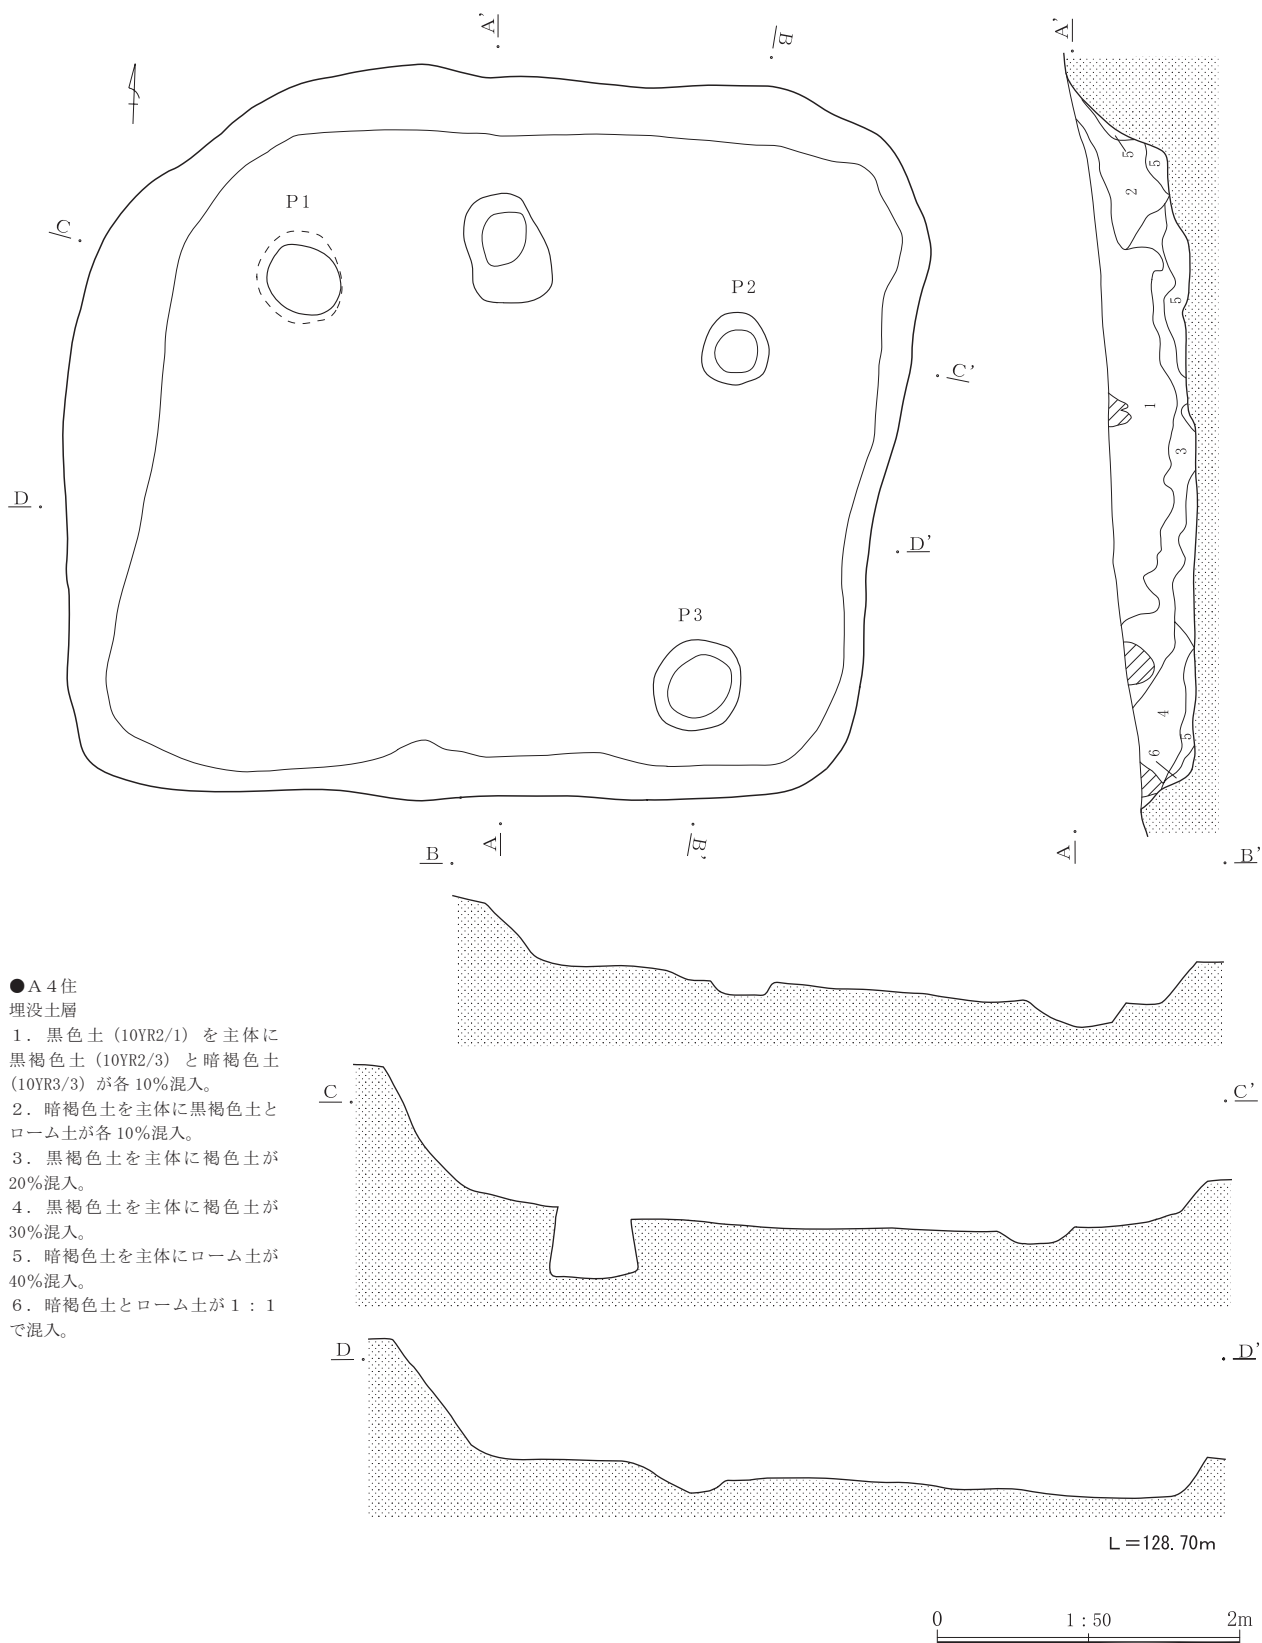 A'
B
A'
P1
C
P2
C'
D
D'
P3
5
5
2
5
1
3
4
5
6
A
B'
A
B
B'
●A4住
埋没土層
1．黒色土（10YR2/1）を主体に
黒褐色土（10YR2/3）と暗褐色土
（10YR3/3）が各10％混入。
2．暗褐色土を主体に黒褐色土と
ローム土が各10％混入。
3．黒褐色土を主体に褐色土が
20％混入。
4．黒褐色土を主体に褐色土が
30％混入。
5．暗褐色土を主体にローム土が
40％混入。
6．暗褐色土とローム土が1：1
で混入。
C
C'
D
D'
L＝128.70m
0 1：50 2m